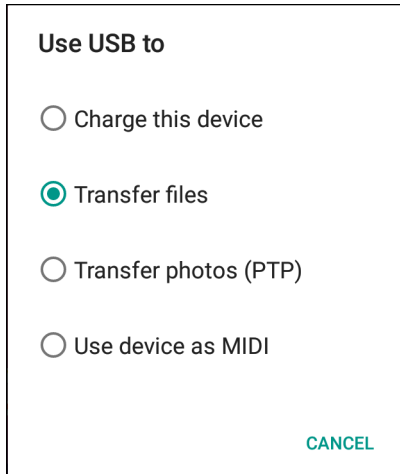 Use USB to
Charge this device
Transfer files
Transfer photos (PTP)
Use device as MIDI
CANCEL